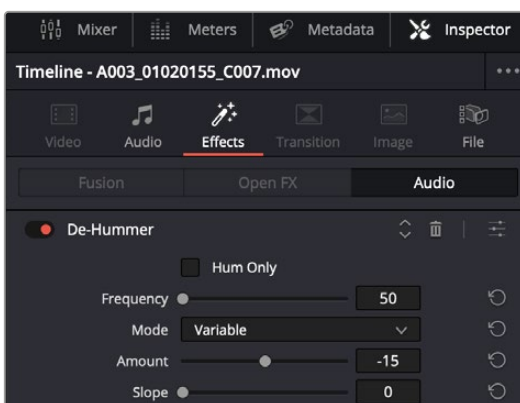 Mixer Meters Metadata Inspector
Timeline - A003_01020155_C007.mov
Video Audio Effects Transition Image File
Fusion Open FX Audio
De-Hummer
Hum Only
Frequency 50
Mode Variable
Amount -15
Slope 0